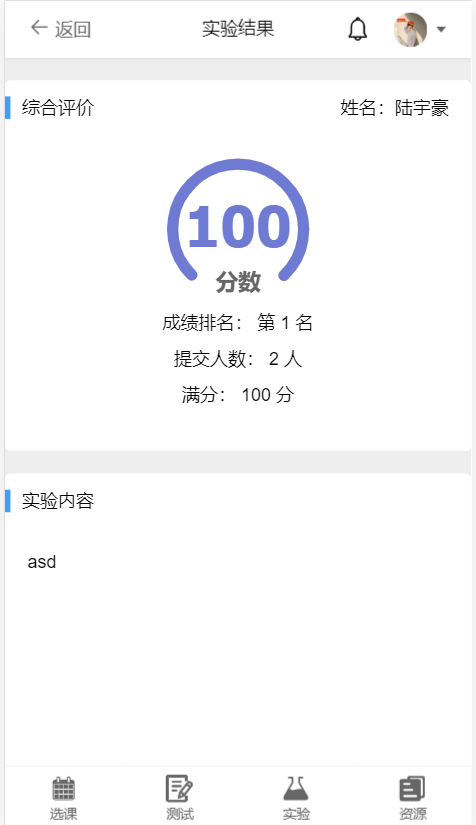 返回
实验结果
综合评价
姓名：陆宇豪
100
分数
成绩排名： 第 1 名
提交人数： 2 人
满分： 100 分
实验内容
asd
选课
测试
实验
资源